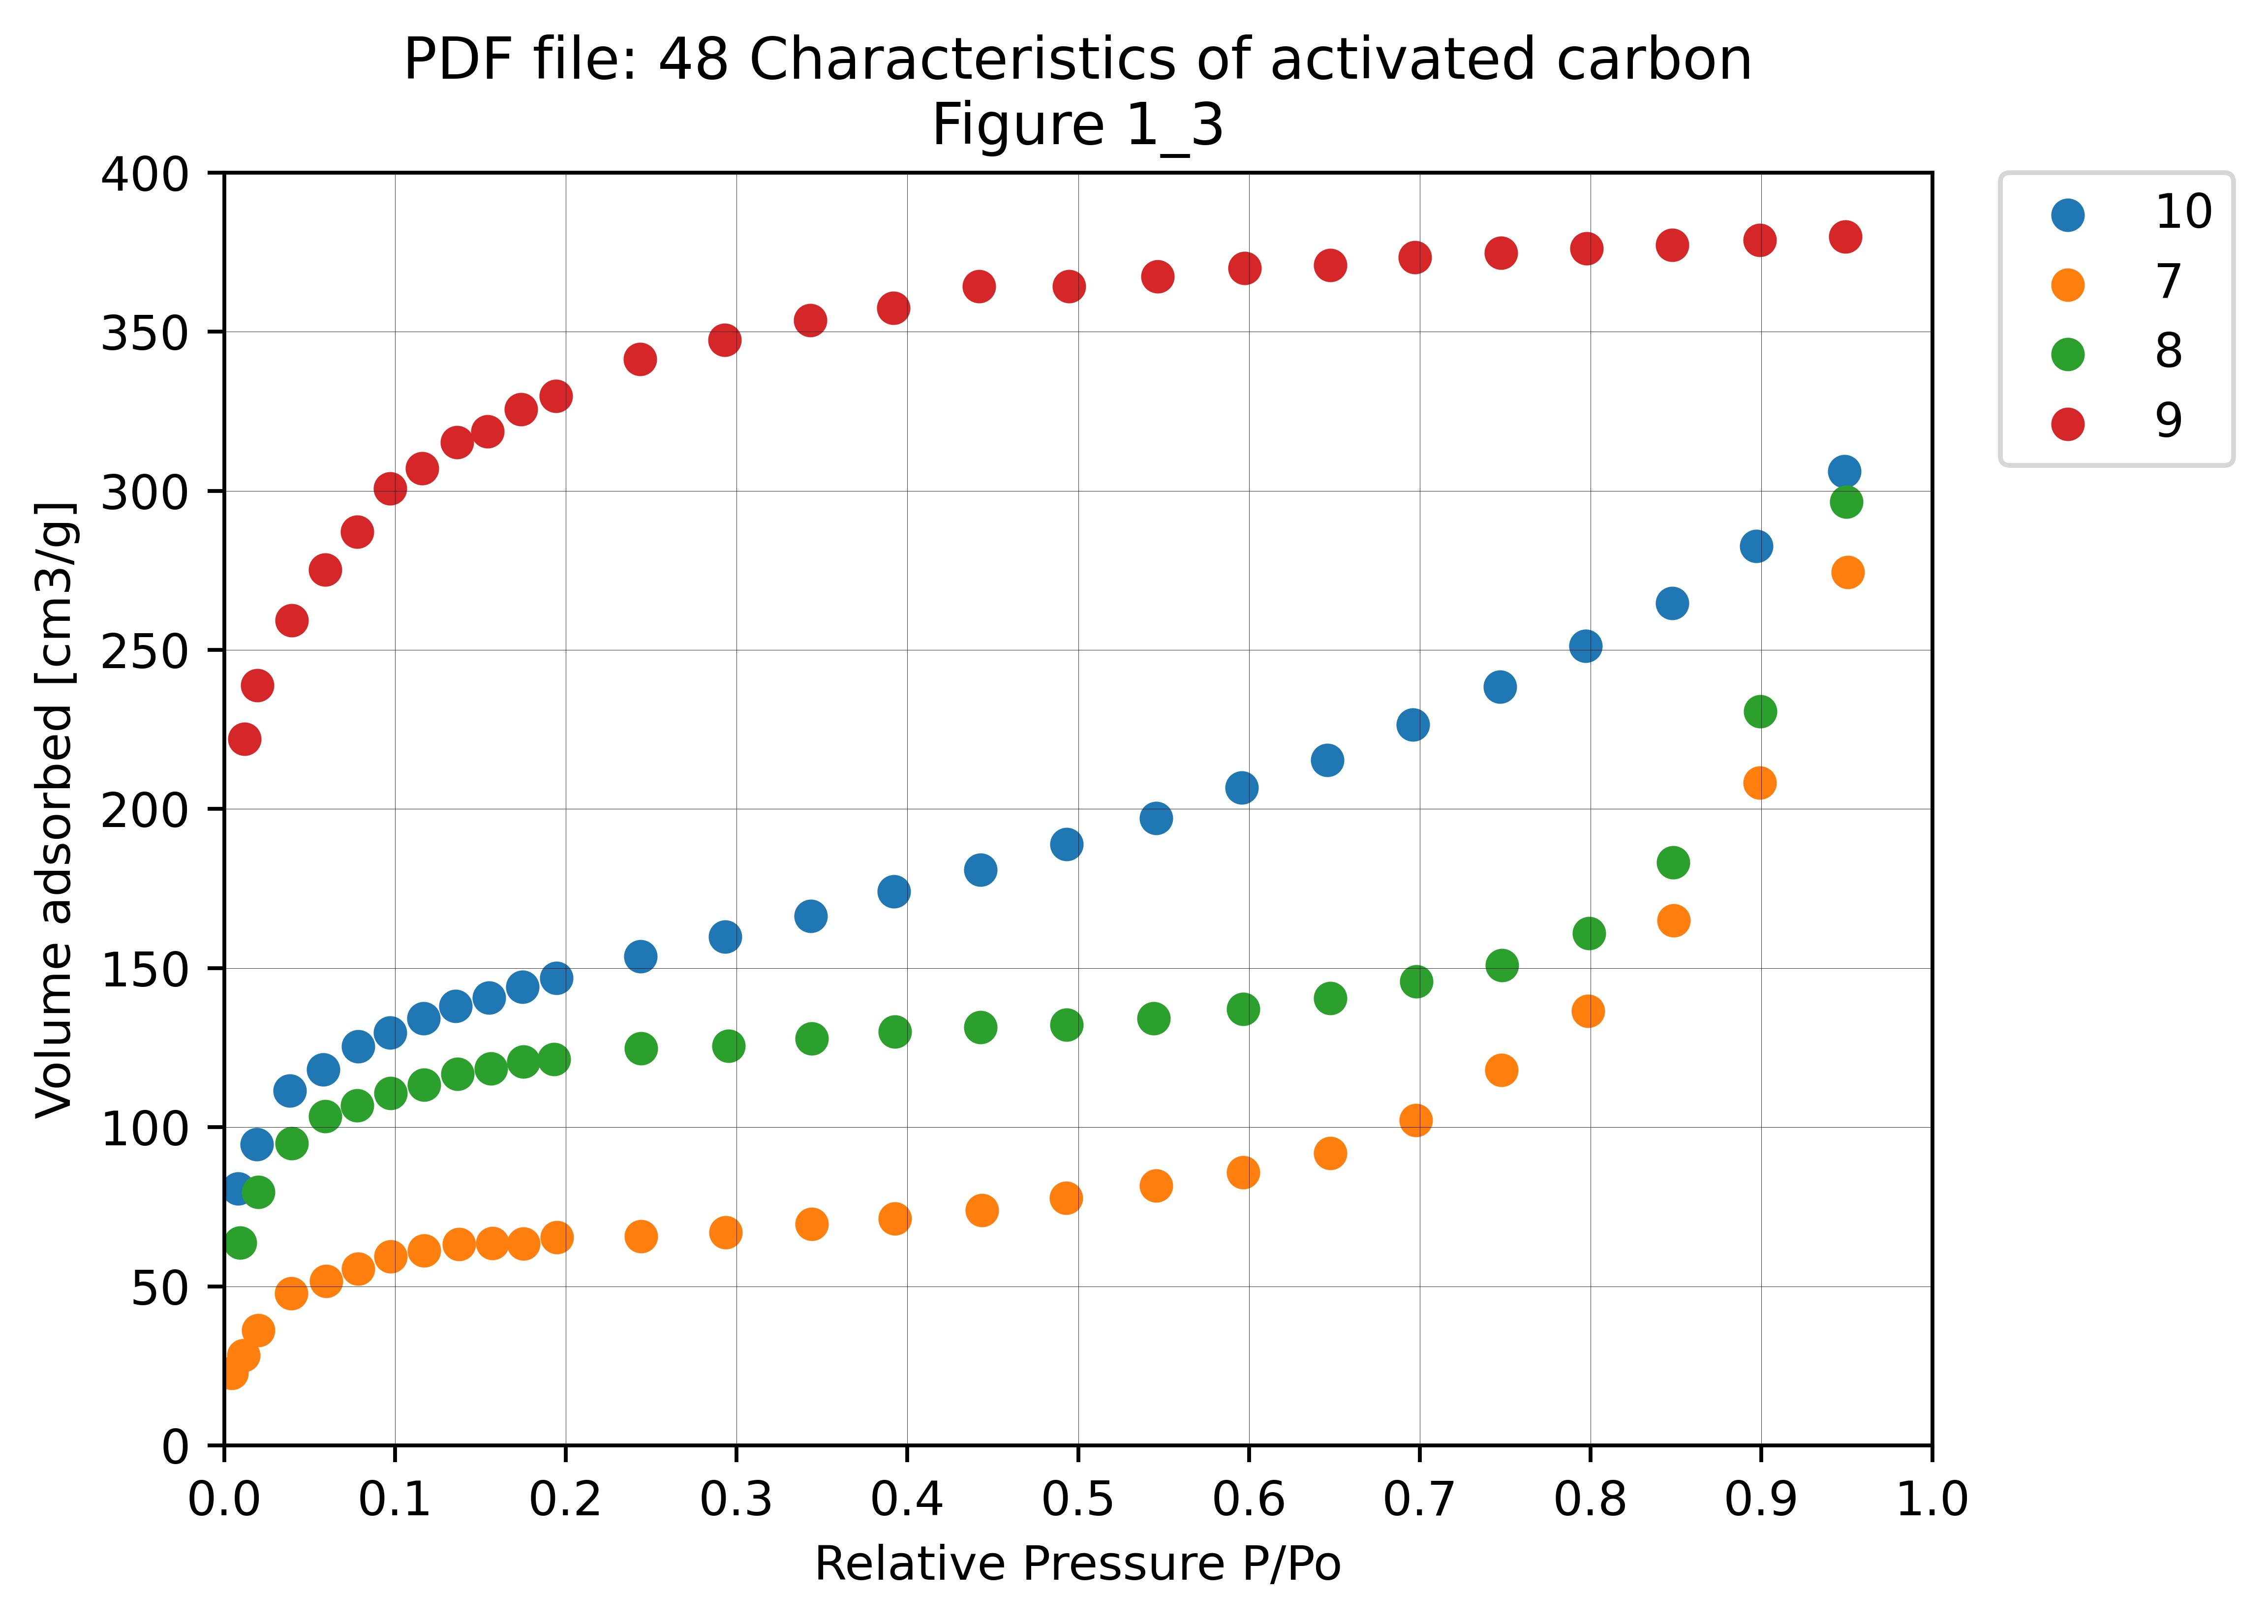 PDF file: 48 Characteristics of activated carbon
Figure 1_3
400
350
300
250
200
150
100
50
0
Volume adsorbed [cm3/g]
0.0 0.1 0.2 0.3 0.4 0.5 0.6 0.7 0.8 0.9 1.0
Relative Pressure P/Po
10
7
8
9